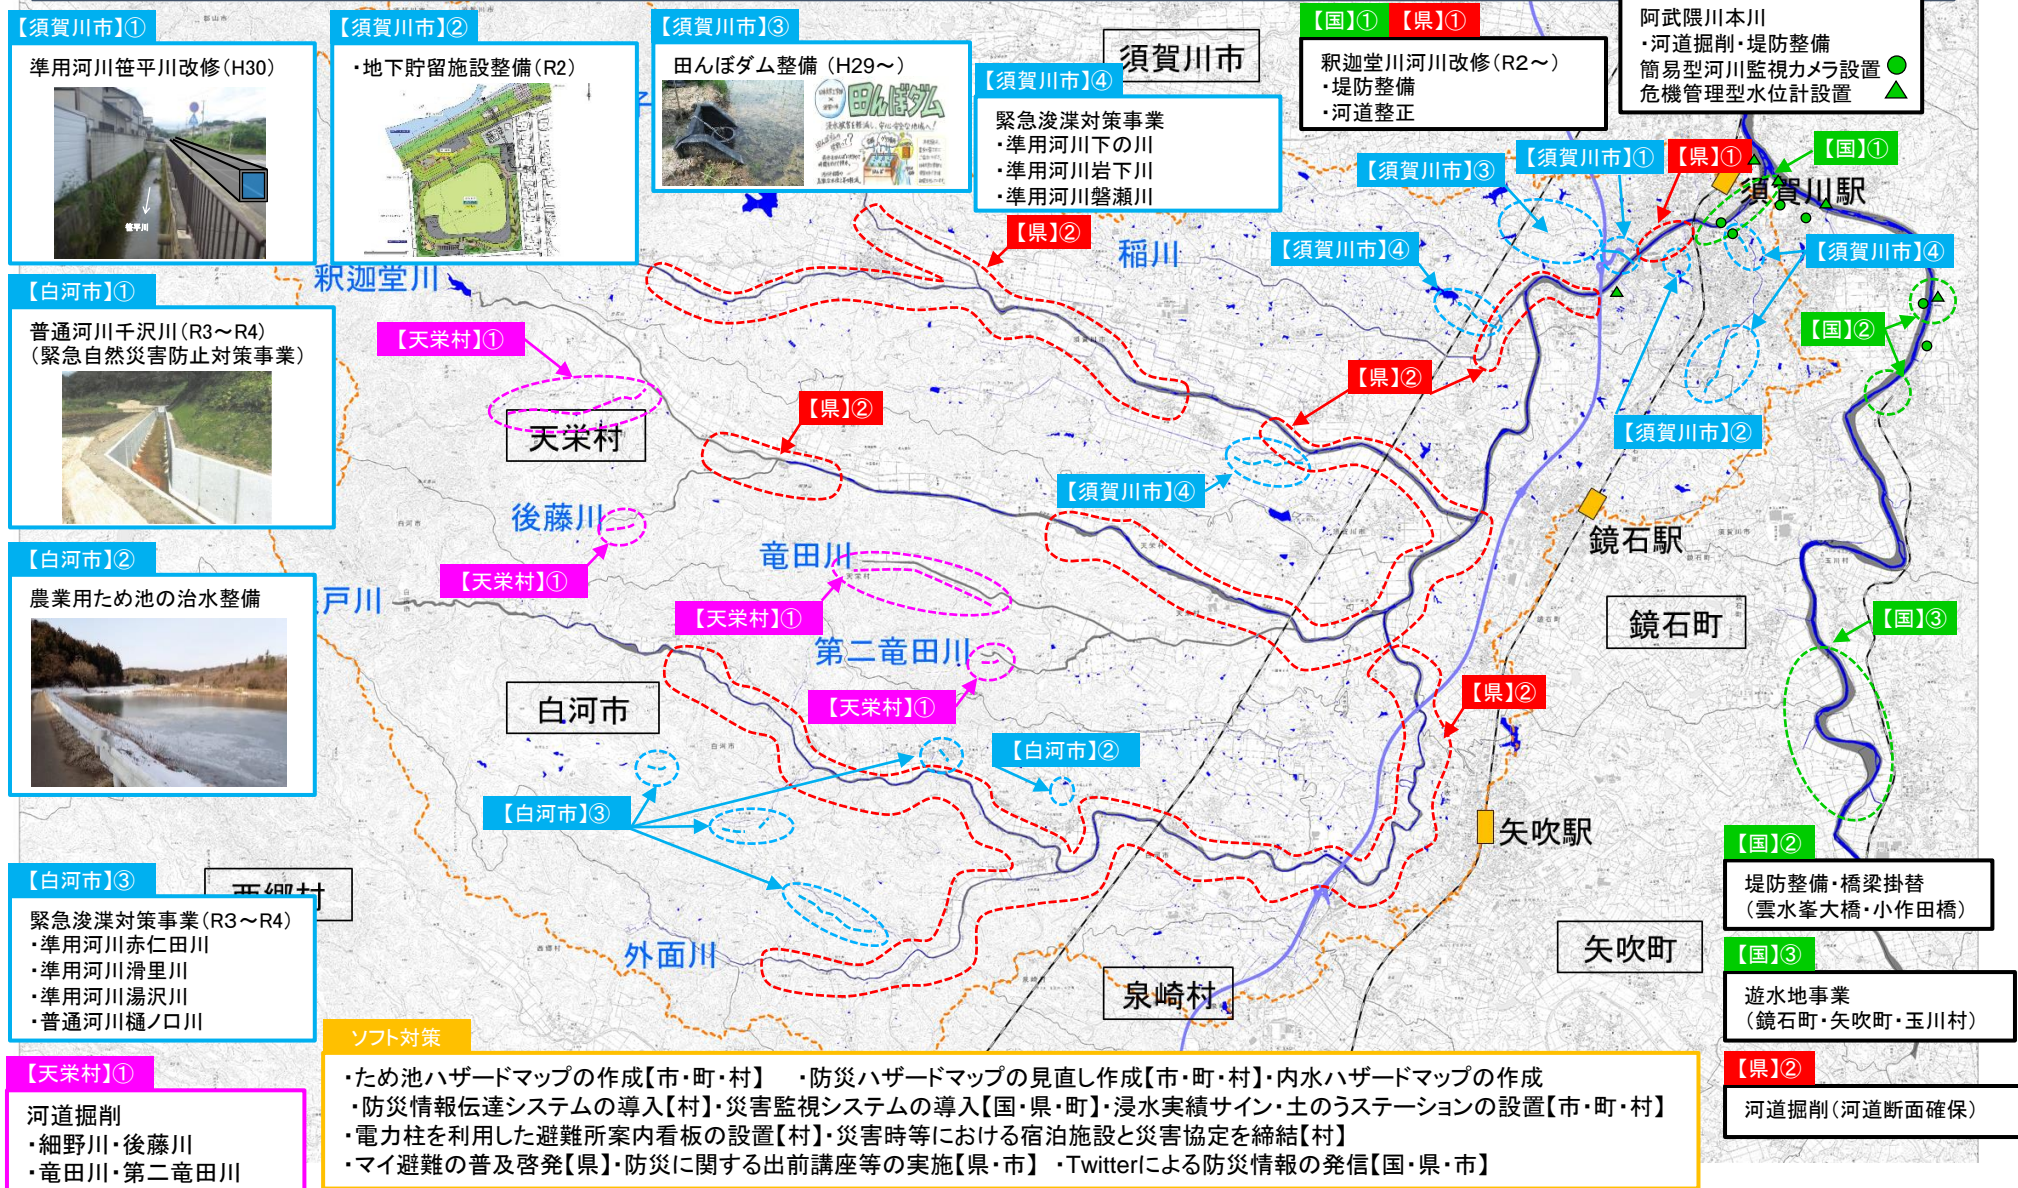 【須賀川市】①
準用河川笹平川改修(H30)
笹平川
【須賀川市】②
・地下貯留施設整備(R2)
【須賀川市】③
田んぼダム整備 (H29～)
田んぼダム
【須賀川市】④
緊急浚渫対策事業
・準用河川下の川
・準用河川岩下川
・準用河川磐瀬川
須賀川市
【国】① 【県】①
釈迦堂川河川改修(R2～)
・堤防整備
・河道整正
阿武隈川本川
・河道掘削・堤防整備
簡易型河川監視カメラ設置
危機管理型水位計設置
【須賀川市】③
【須賀川市】①
【県】①
【国】①
須賀川駅
【県】②
稲川
【須賀川市】④
【須賀川市】④
釈迦堂川
【白河市】①
普通河川千沢川(R3～R4)
(緊急自然災害防止対策事業)
【天栄村】①
【国】②
【県】②
【県】②
天栄村
【須賀川市】②
【須賀川市】④
後藤川
鏡石駅
竜田川
【白河市】②
農業用ため池の治水整備
【天栄村】①
戸川
【天栄村】①
鏡石町
【国】③
第二竜田川
【県】②
【天栄村】①
白河市
【白河市】②
【白河市】③
矢吹駅
【国】②
堤防整備・橋梁掛替
(雲水峯大橋・小作田橋)
【白河市】③
緊急浚渫対策事業(R3～R4)
・準用河川赤仁田川
・準用河川滑里川
・準用河川湯沢川
・普通河川樋ノ口川
外面川
矢吹町
泉崎村
【国】③
遊水地事業
(鏡石町・矢吹町・玉川村)
【県】②
河道掘削(河道断面確保)
【天栄村】①
河道掘削
・細野川・後藤川
・竜田川・第二竜田川
ソフト対策
・ため池ハザードマップの作成【市・町・村】 ・防災ハザードマップの見直し作成【市・町・村】・内水ハザードマップの作成
・防災情報伝達システムの導入【村】・災害監視システムの導入【国・県・町】・浸水実績サイン・土のうステーションの設置【市・町・村】
・電力柱を利用した避難所案内看板の設置【村】・災害時等における宿泊施設と災害協定を締結【村】
・マイ避難の普及啓発【県】・防災に関する出前講座等の実施【県・市】 ・Twitterによる防災情報の発信【国・県・市】